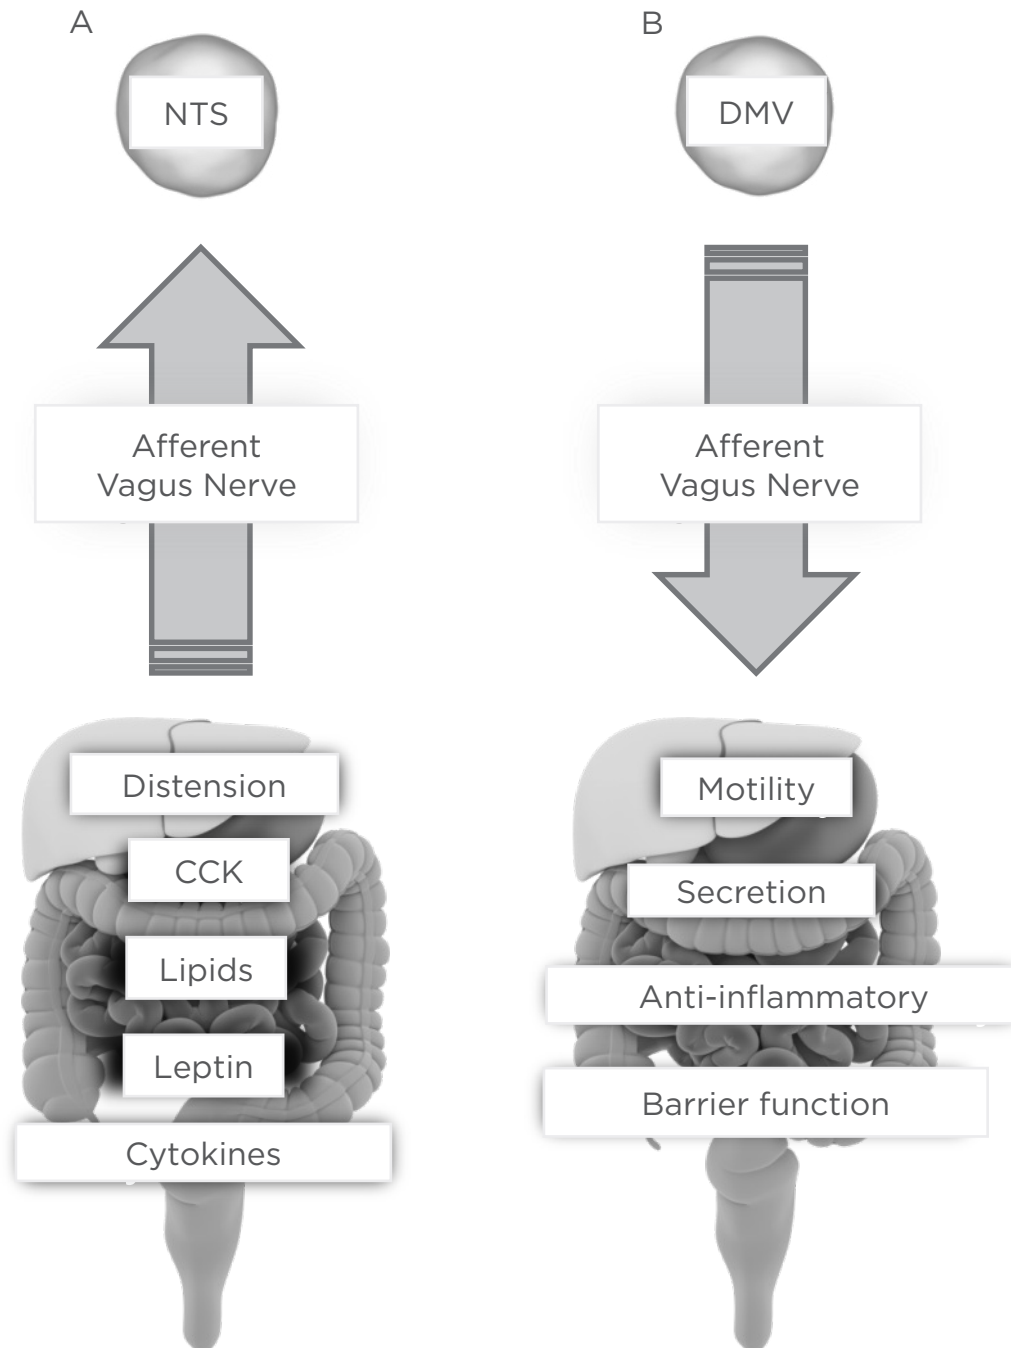 A
NTS
Afferent
Vagus Nerve
Distension
CCK
Lipids
Leptin
Cytokines
B
DMV
Afferent
Vagus Nerve
Motility
Secretion
Anti-inflammatory
Barrier function